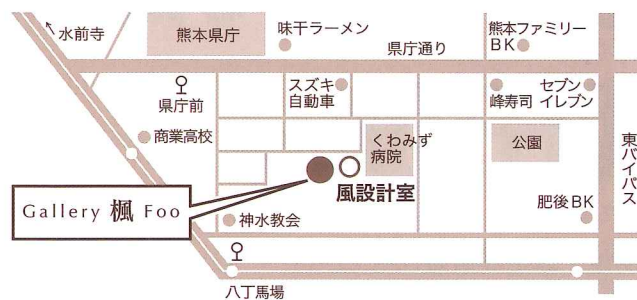 水前寺
熊本県庁
味干ラーメン
県庁通り
熊本ファミリー
BK
県庁前
スズキ
自動車
峰寿司
セブン
イレブン
商業高校
くわみず
病院
公園
東バイパス
風設計室
Gallery 楓 Foo
神水教会
肥後BK
八丁馬場